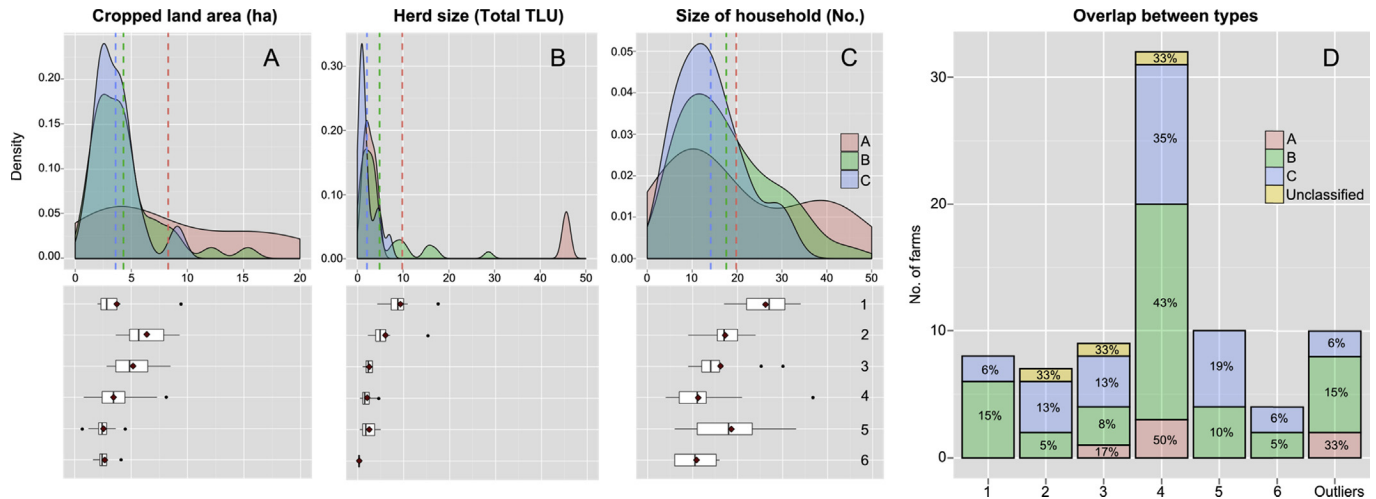 Cropped land area (ha)
Herd size (Total TLU)
Size of household (No.)
Overlap between types
A
B
C
D
Density
0.20
0.15
0.10
0.05
0.00
0 5 10 15 20
0.30
0.20
0.10
0.00
0 10 20 30 40 50
0.05
0.04
0.03
0.02
0.01
0.00
0 10 20 30 40 50
A
B
C
1
2
3
4
5
6
No. of farms
30
20
10
0
A
B
C
Unclassified
6%
15%
33%
13%
5%
33%
13%
8%
17%
33%
35%
43%
50%
19%
10%
6%
5%
6%
15%
33%
1 2 3 4 5 6 Outliers